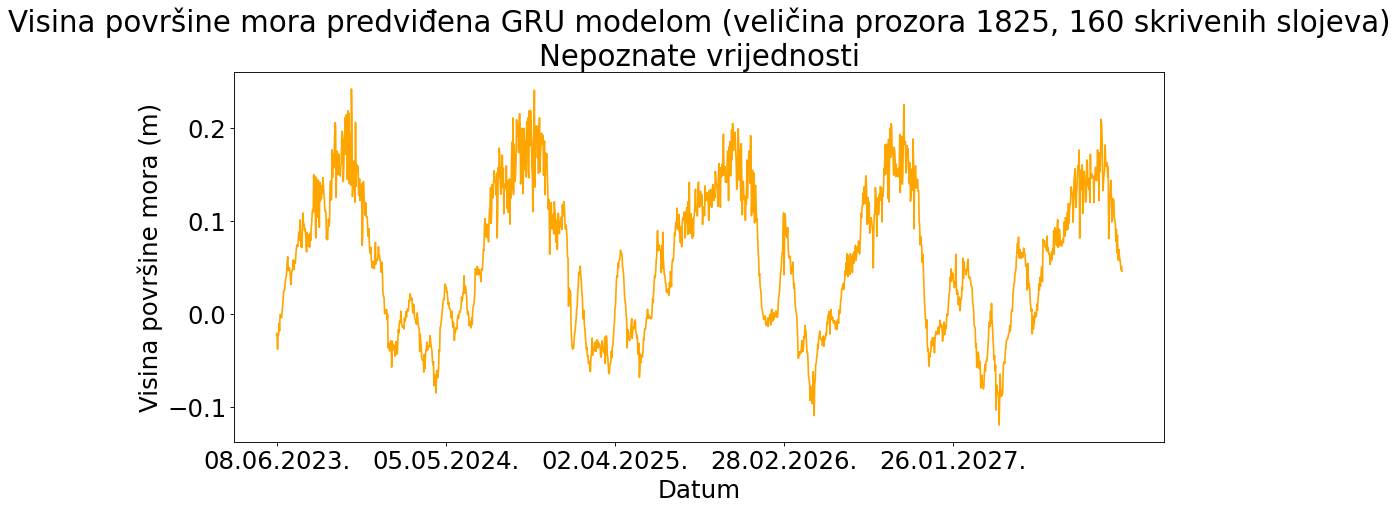 Visina površine mora predviđena GRU modelom (veličina prozora 1825, 160 skrivenih slojeva)
Nepoznate vrijednosti
Visina površine mora (m)
0.2
0.1
0.0
−0.1
08.06.2023. 05.05.2024. 02.04.2025. 28.02.2026. 26.01.2027.
Datum